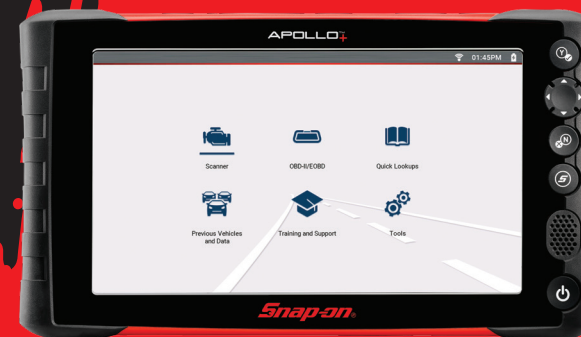 APOLLO+
01:45PM
Scanner
OBD-II/EOBD
Quick Lookups
Previous Vehicles
and Data
Training and Support
Tools
Snap-on®
Y
N
S